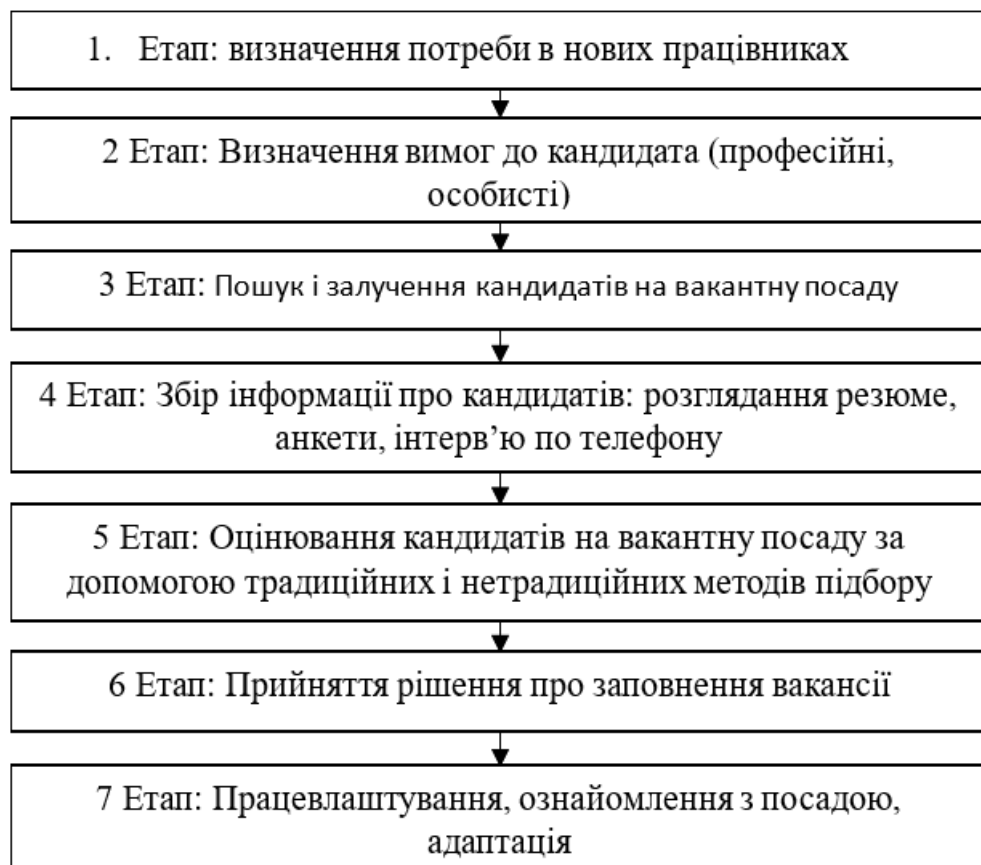 1. Етап: визначення потреби в нових працівниках
2 Етап: Визначення вимог до кандидата (професійні,
особисті)
3 Етап: Пошук і залучення кандидатів на вакантну посаду
4 Етап: Збір інформації про кандидатів: розглядання резюме,
анкети, інтерв’ю по телефону
5 Етап: Оцінювання кандидатів на вакантну посаду за
допомогою традиційних і нетрадиційних методів підбору
6 Етап: Прийняття рішення про заповнення вакансії
7 Етап: Працевлаштування, ознайомлення з посадою,
адаптація